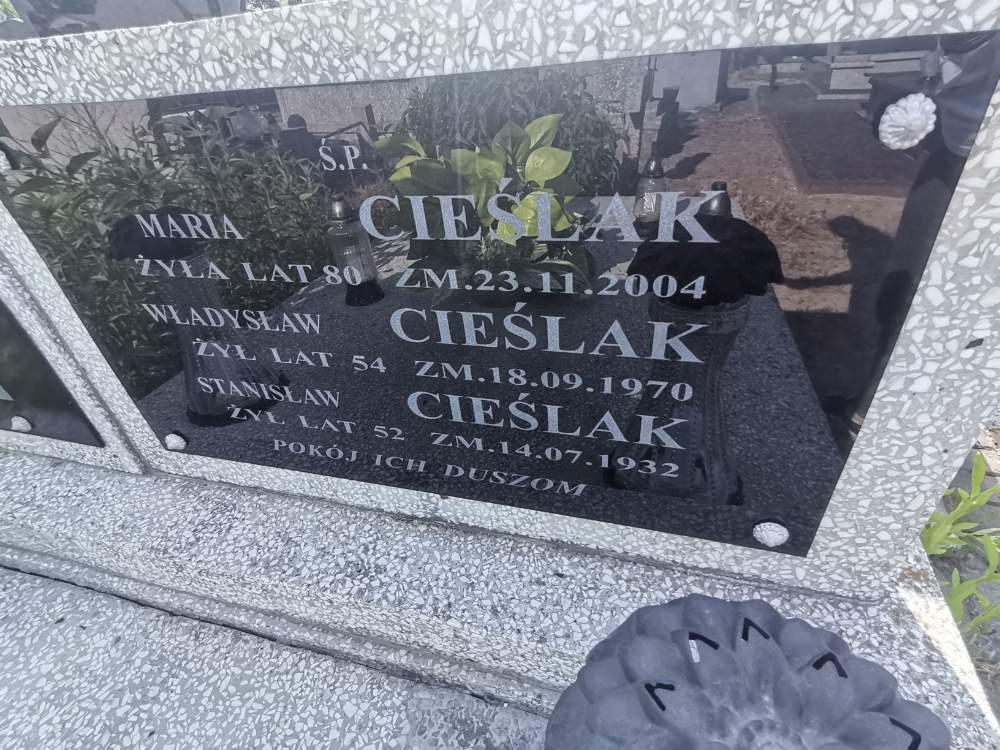 Ś.P.
MARIA CIEŚLAK
ŻYŁA LAT 80 ZM.23.11.2004
WŁADYSŁAW CIEŚLAK
ŻYŁ LAT 54 ZM.18.09.1970
STANISŁAW CIEŚLAK
ŻYŁ LAT 52 ZM.14.07.1932
POKÓJ ICH DUSZOM